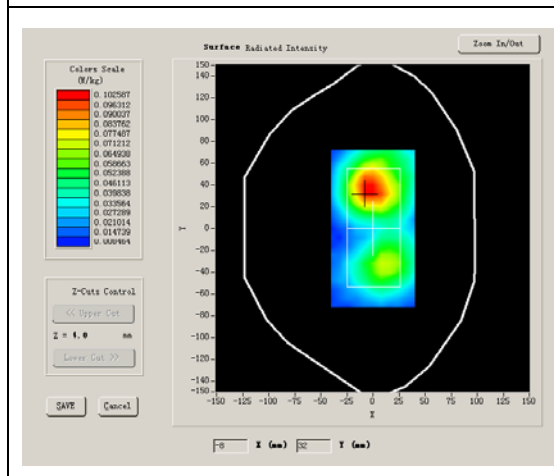 Surface Radiated Intensity
Zoom In/Out
Colors Scale
(W/kg)
0.102587
0.096312
0.090037
0.083762
0.077487
0.071212
0.064938
0.058663
0.052388
0.046113
0.039838
0.033564
0.027289
0.021014
0.014739
0.008464
Z-Cuts Control
<< Upper Cut
Z = 4.0 mm
Lower Cut >>
SAVE
Cancel
150
140
120
100
80
60
40
20
0
-20
-40
-60
-80
-100
-120
-140
-150
Y
-150 -125 -100 -75 -50 -25 0 25 50 75 100 125 150
X
-8 X (mm) 32 Y (mm)